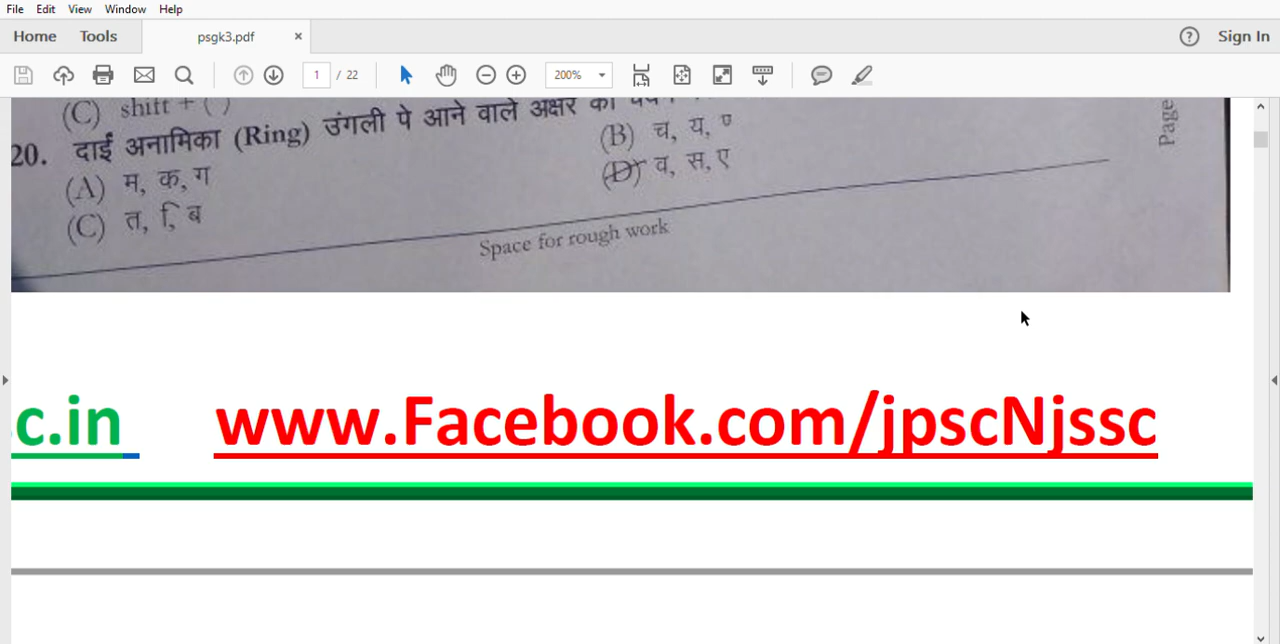 File Edit View Window Help
Home Tools psgk3.pdf × ? Sign In
1 / 22 200%
(C) shift + ( )
20. दाईं अनामिका (Ring) उंगली पे आने वाले अक्षर का
(A) म, क, ग (B) च, य, ण
(C) त, ि, ब (D) व, स, ए
Page
Space for rough work
c.in www.Facebook.com/jpscNjssc